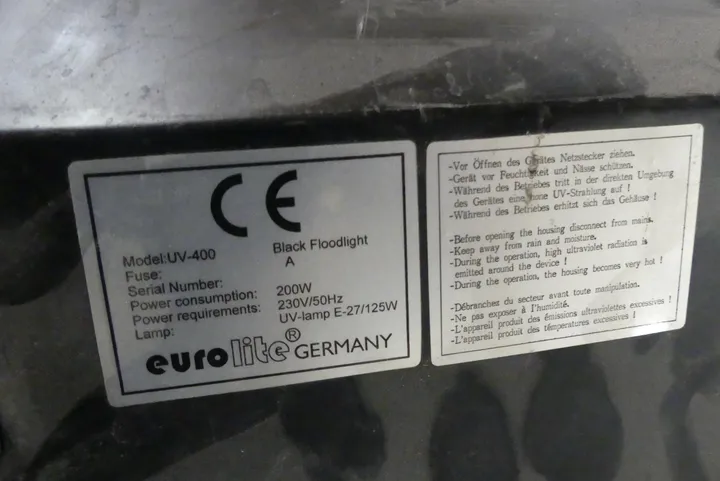 CE
Model:UV-400 Black Floodlight
Fuse: A
Serial Number:
Power consumption: 200W
Power requirements: 230V/50Hz
Lamp: UV-lamp E-27/125W
eurolite® GERMANY
-Vor Öffnen des Gerätes Netzstecker ziehen.
-Gerät vor Feuchtigkeit und Nässe schützen.
-Während des Betriebes tritt in der direkten Umgebung
des Gerätes eine hohe UV-Strahlung auf !
-Während des Betriebes erhitzt sich das Gehäuse !
-Before opening the housing disconnect from mains.
-Keep away from rain and moisture.
-During the operation, high ultraviolet radiation is
emitted around the device !
-During the operation, the housing becomes very hot !
-Débranchez du secteur avant toute manipulation.
-Ne pas exposer à l'humidité.
-L'appareil produit des émissions ultraviolettes excessives !
-L'appareil produit des températures excessives !